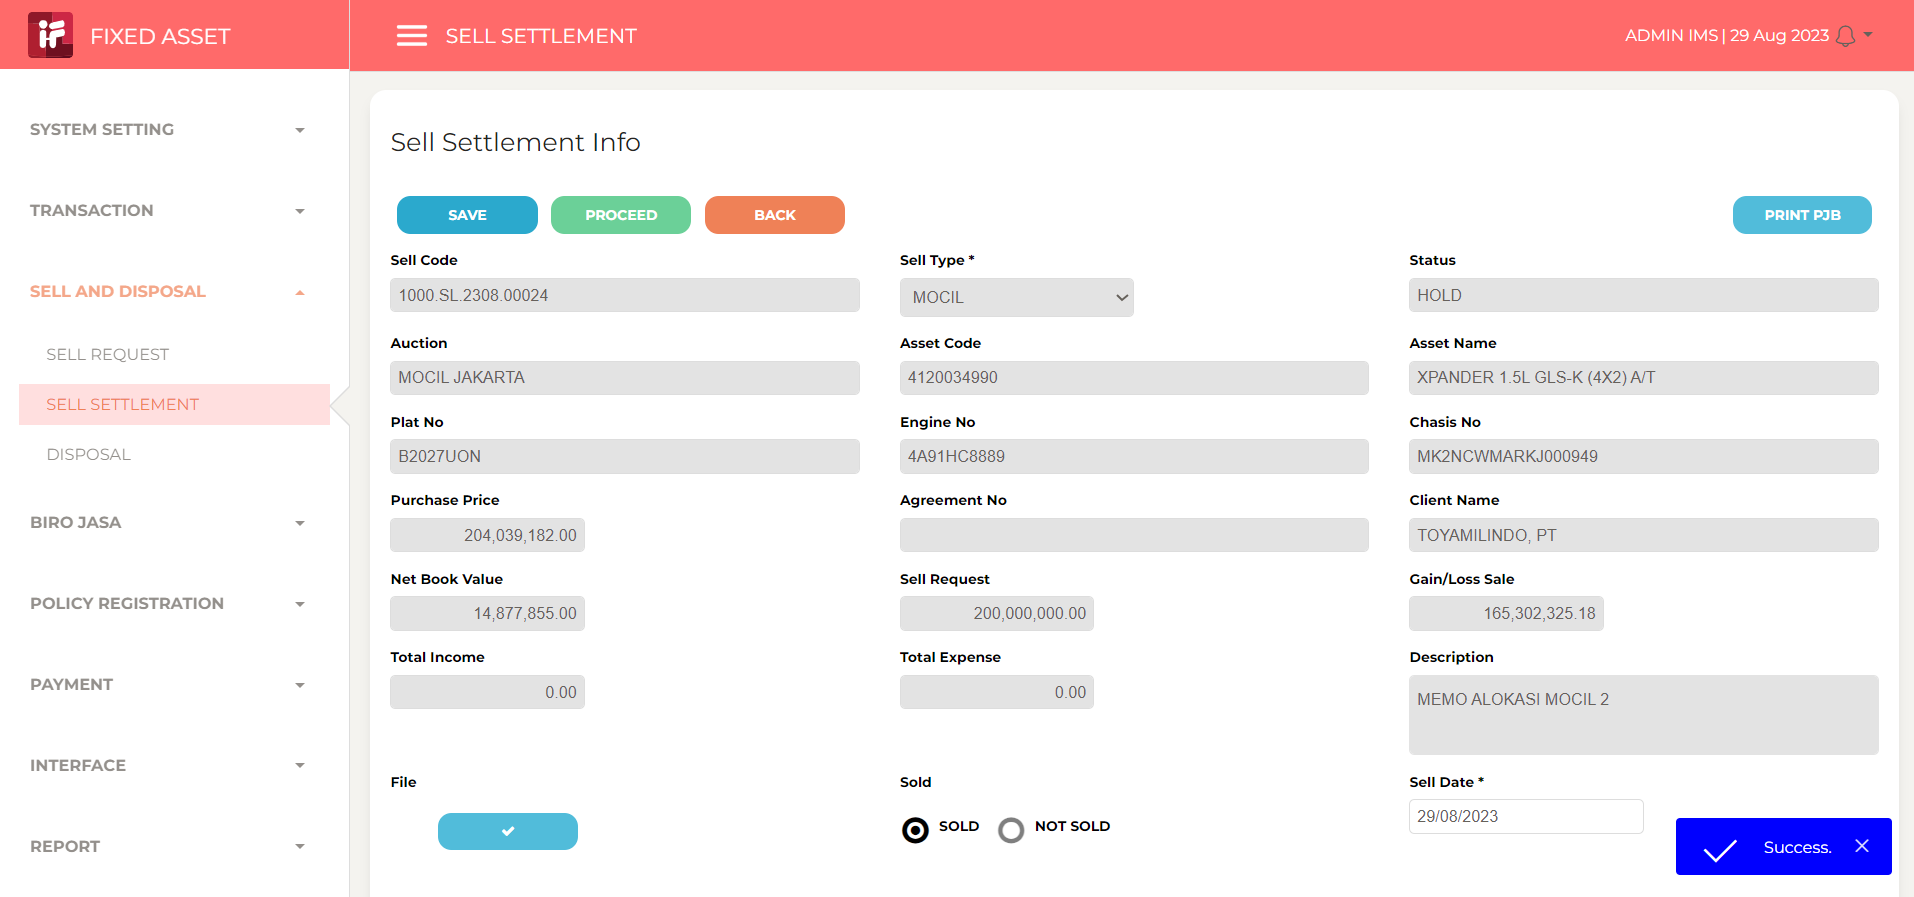 FIXED ASSET
SELL SETTLEMENT
ADMIN IMS | 29 Aug 2023
SYSTEM SETTING
TRANSACTION
SELL AND DISPOSAL
SELL REQUEST
SELL SETTLEMENT
DISPOSAL
BIRO JASA
POLICY REGISTRATION
PAYMENT
INTERFACE
REPORT
Sell Settlement Info
SAVE PROCEED BACK PRINT PJB
Sell Code Sell Type * Status
1000.SL.2308.00024 MOCIL HOLD
Auction Asset Code Asset Name
MOCIL JAKARTA 4120034990 XPANDER 1.5L GLS-K (4X2) A/T
Plat No Engine No Chasis No
B2027UON 4A91HC8889 MK2NCWMARKJ000949
Purchase Price Agreement No Client Name
204,039,182.00 TOYAMILINDO, PT
Net Book Value Sell Request Gain/Loss Sale
14,877,855.00 200,000,000.00 165,302,325.18
Total Income Total Expense Description
0.00 0.00 MEMO ALOKASI MOCIL 2
File Sold Sell Date *
SOLD NOT SOLD 29/08/2023
Success.